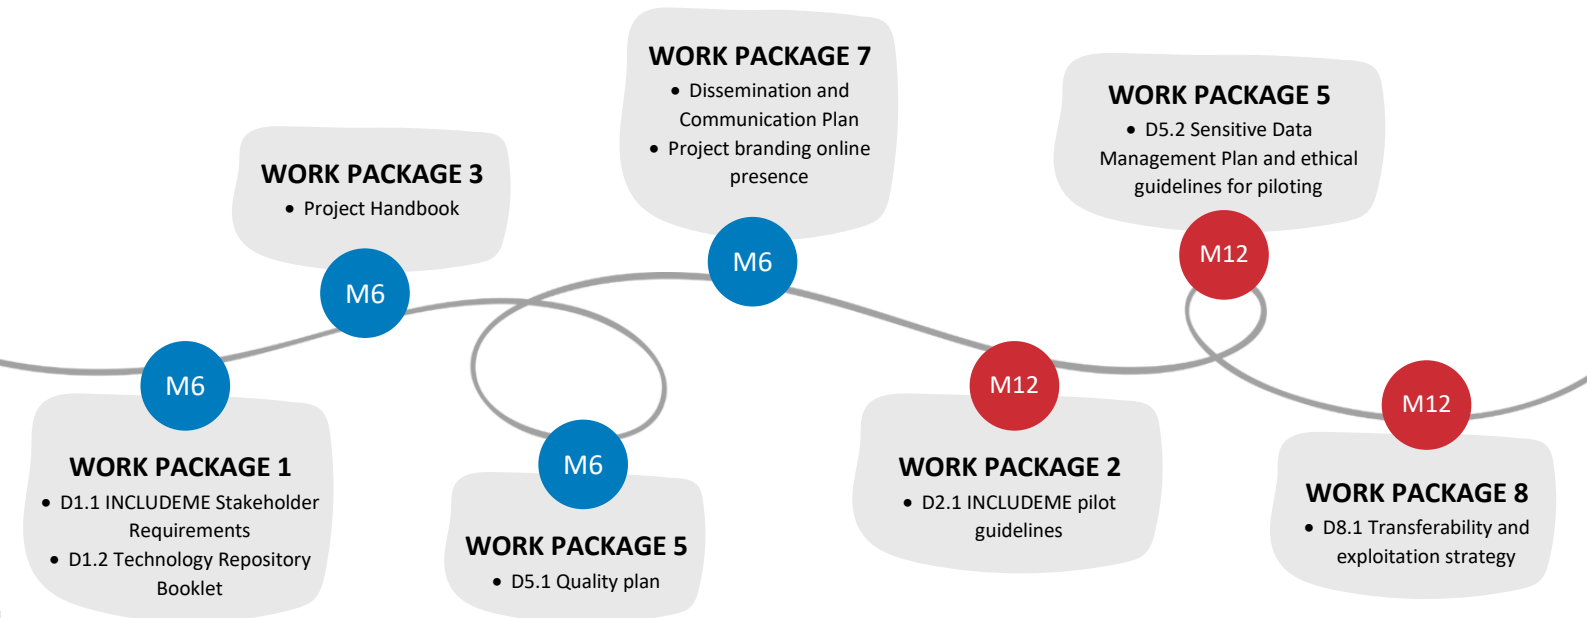 M6
WORK PACKAGE 1
• D1.1 INCLUDEME Stakeholder
Requirements
• D1.2 Technology Repository
Booklet
WORK PACKAGE 3
• Project Handbook
M6
M6
WORK PACKAGE 5
• D5.1 Quality plan
WORK PACKAGE 7
• Dissemination and
Communication Plan
• Project branding online
presence
M6
M12
WORK PACKAGE 2
• D2.1 INCLUDEME pilot
guidelines
WORK PACKAGE 5
• D5.2 Sensitive Data
Management Plan and ethical
guidelines for piloting
M12
M12
WORK PACKAGE 8
• D8.1 Transferability and
exploitation strategy